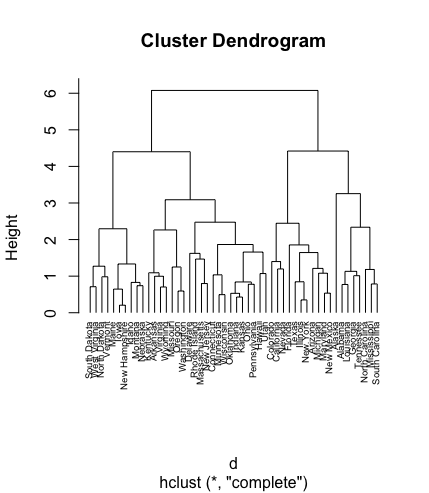 Cluster Dendrogram
Height
6
5
4
3
2
1
0
South Dakota
West Virginia
North Dakota
Vermont
Maine
Iowa
New Hampshire
Idaho
Montana
Nebraska
Kentucky
Arkansas
Virginia
Wyoming
Missouri
Oregon
Washington
Delaware
Rhode Island
Massachusetts
New Jersey
Connecticut
Minnesota
Wisconsin
Oklahoma
Indiana
Kansas
Ohio
Pennsylvania
Hawaii
Utah
Colorado
California
Nevada
Florida
Texas
Illinois
New York
Arizona
Michigan
Maryland
New Mexico
Alaska
Alabama
Louisiana
Georgia
Tennessee
North Carolina
Mississippi
South Carolina
d
hclust (*, "complete")